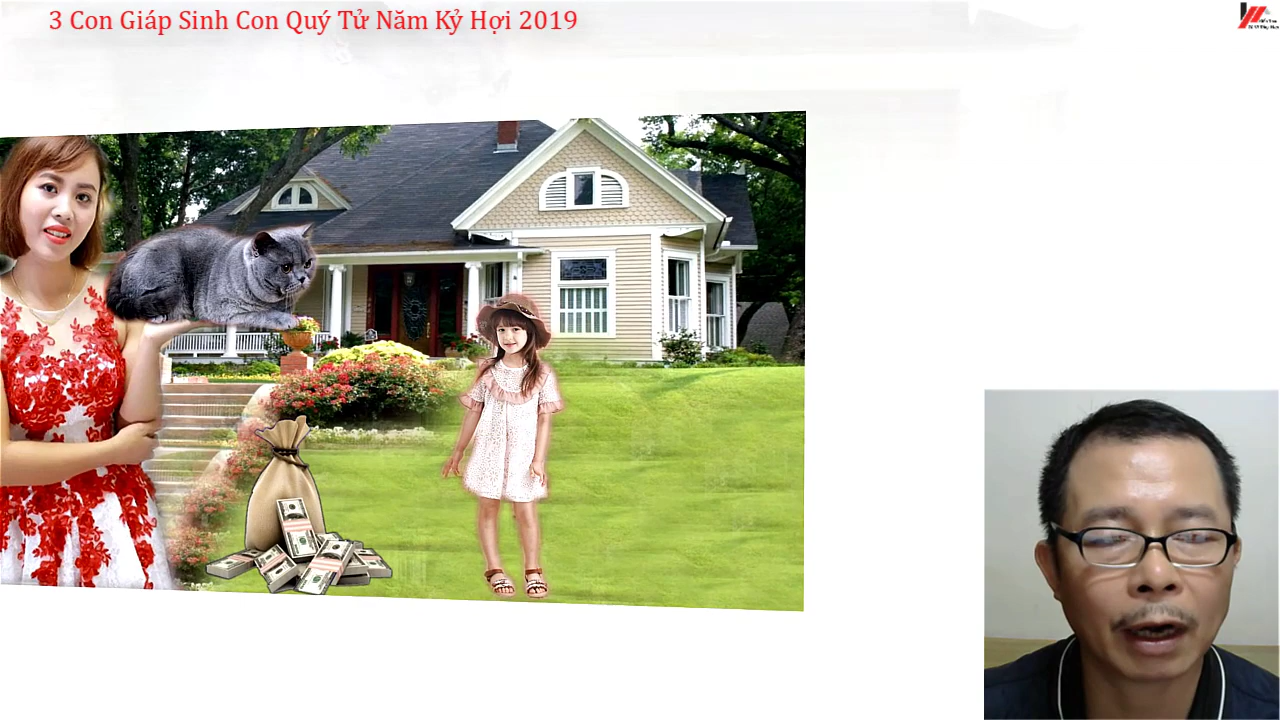 3 Con Giáp Sinh Con Quý Tử Năm Kỷ Hợi 2019